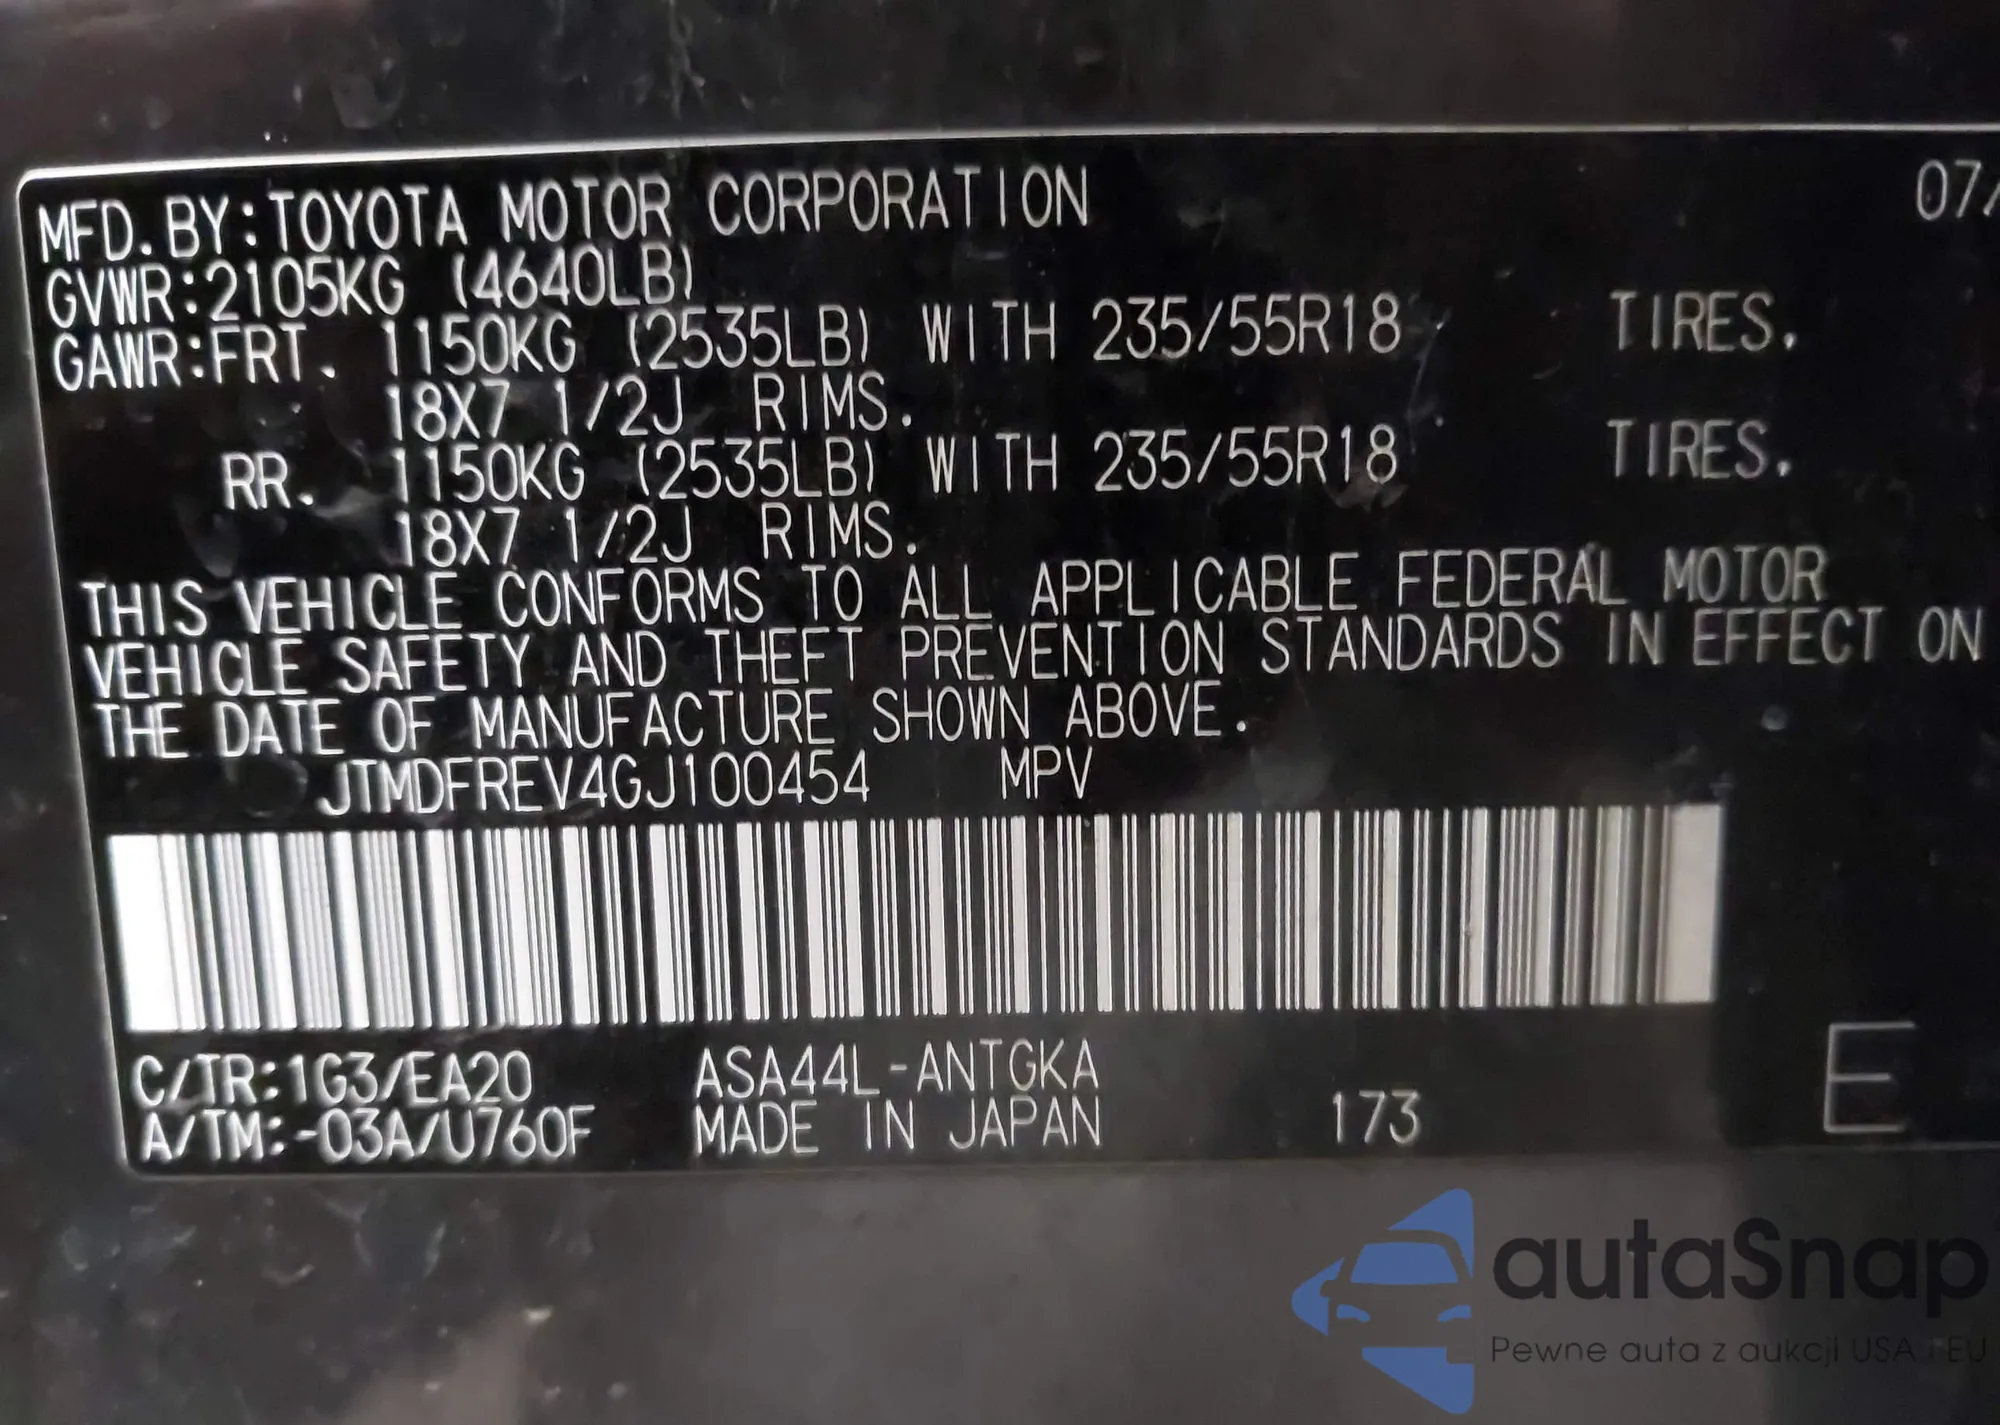 MFD.BY:TOYOTA MOTOR CORPORATION 07/
GVWR:2105KG (4640LB)
GAWR:FRT. 1150KG (2535LB) WITH 235/55R18 TIRES.
18X7 1/2J RIMS.
RR. 1150KG (2535LB) WITH 235/55R18 TIRES.
18X7 1/2J RIMS.
THIS VEHICLE CONFORMS TO ALL APPLICABLE FEDERAL MOTOR
VEHICLE SAFETY AND THEFT PREVENTION STANDARDS IN EFFECT ON
THE DATE OF MANUFACTURE SHOWN ABOVE.
JTMDFREV4GJ100454 MPV
C/TR:1G3/EA20 ASA44L-ANTGKA
A/TM:-03A/U760F MADE IN JAPAN 173 E
autaSnap
Pewne auta z aukcji USA i EU